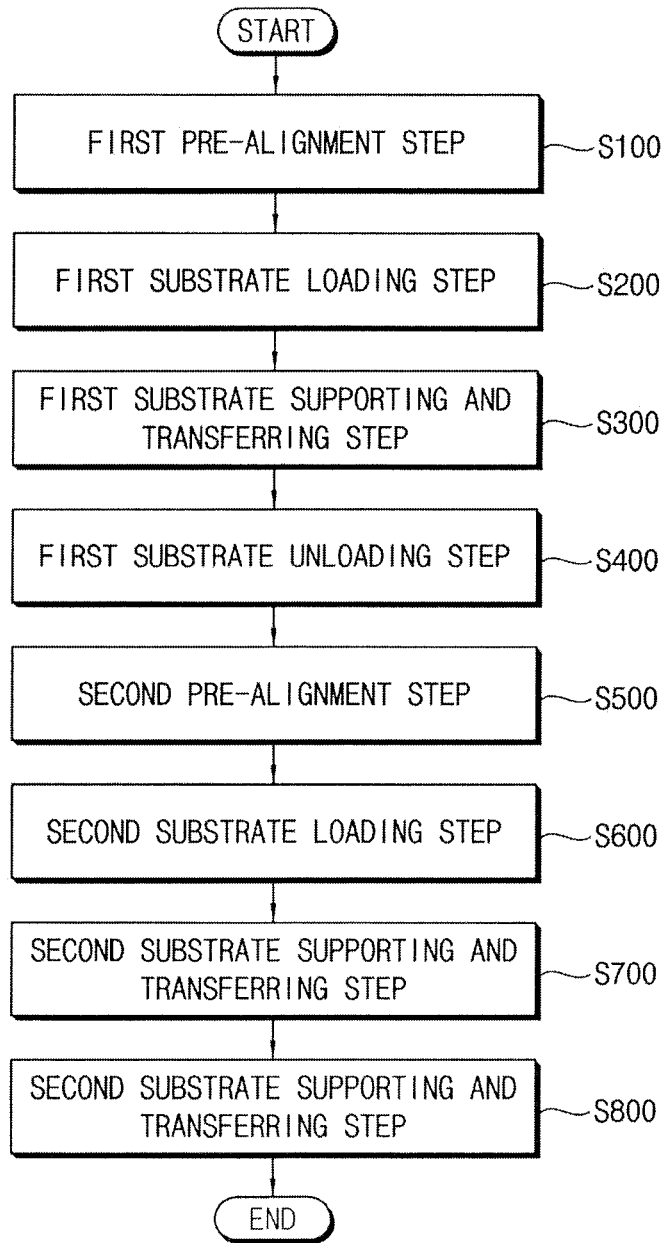 START
FIRST PRE-ALIGNMENT STEP
S100
FIRST SUBSTRATE LOADING STEP
S200
FIRST SUBSTRATE SUPPORTING AND
TRANSFERRING STEP
S300
FIRST SUBSTRATE UNLOADING STEP
S400
SECOND PRE-ALIGNMENT STEP
S500
SECOND SUBSTRATE LOADING STEP
S600
SECOND SUBSTRATE SUPPORTING AND
TRANSFERRING STEP
S700
SECOND SUBSTRATE SUPPORTING AND
TRANSFERRING STEP
S800
END